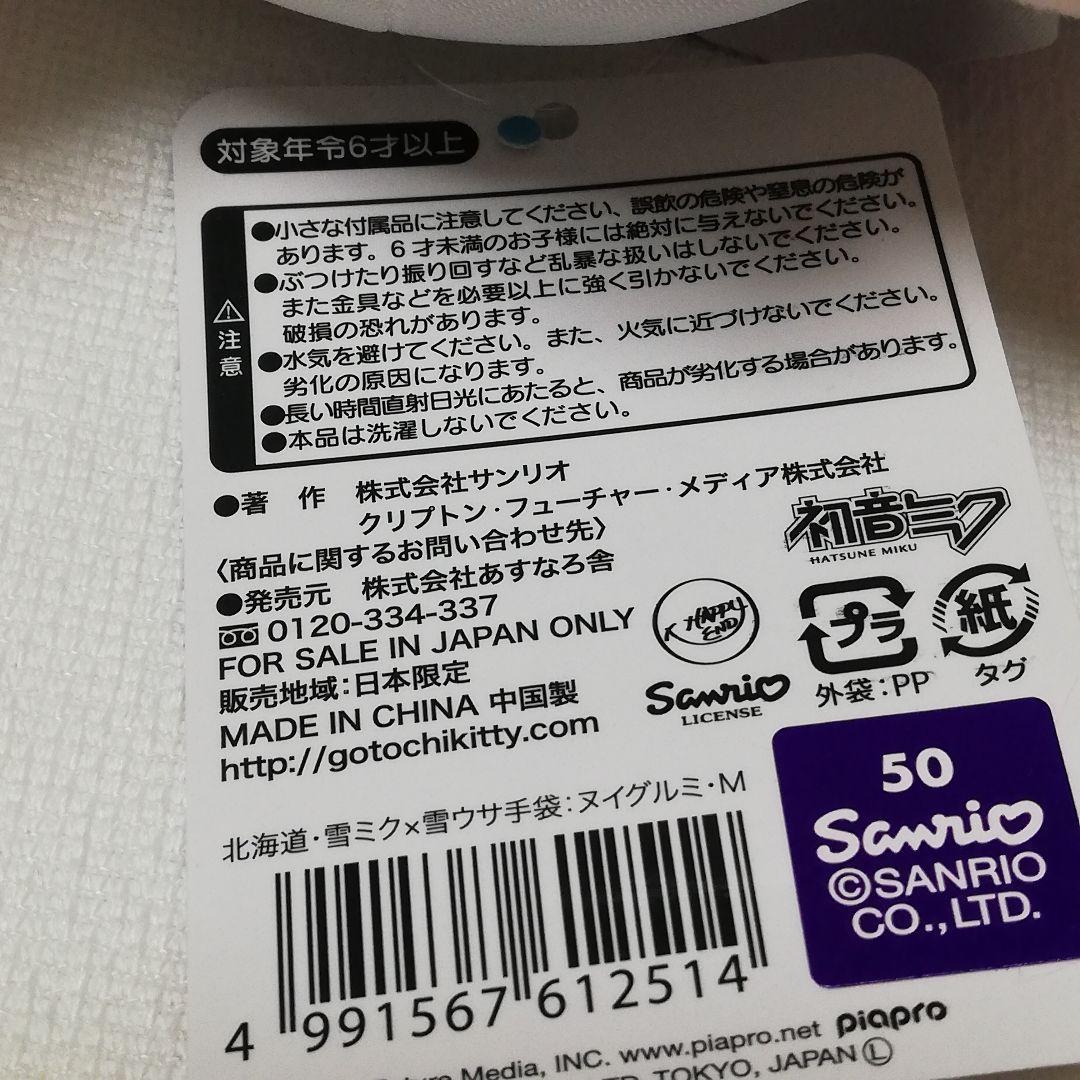 対象年令6才以上
⚠注意
●小さな付属品に注意してください、誤飲の危険や窒息の危険が
あります。6才未満のお子様には絶対に与えないでください。
●ぶつけたり振り回すなど乱暴な扱いはしないでください。
また金具などを必要以上に強く引かないでください。
破損の恐れがあります。
●水気を避けてください。また、火気に近づけないでください。
劣化の原因になります。
●長い時間直射日光にあたると、商品が劣化する場合があります。
●本品は洗濯しないでください。
●著 作 株式会社サンリオ
クリプトン・フューチャー・メディア株式会社
〈商品に関するお問い合わせ先〉
●発売元 株式会社あすなろ舎
0120-334-337
FOR SALE IN JAPAN ONLY
販売地域:日本限定
MADE IN CHINA 中国製
http://gotochikitty.com
初音ミク
HATSUNE MIKU
HAPPY
END
プラ
外袋:PP
紙
タグ
Sanrio
LICENSE
50
Sanrio
©SANRIO
CO.,LTD.
北海道・雪ミク×雪ウサ手袋:ヌイグルミ・M
4 991567 612514
Media, INC. www.piapro.net piapro
TOKYO, JAPAN Ⓛ